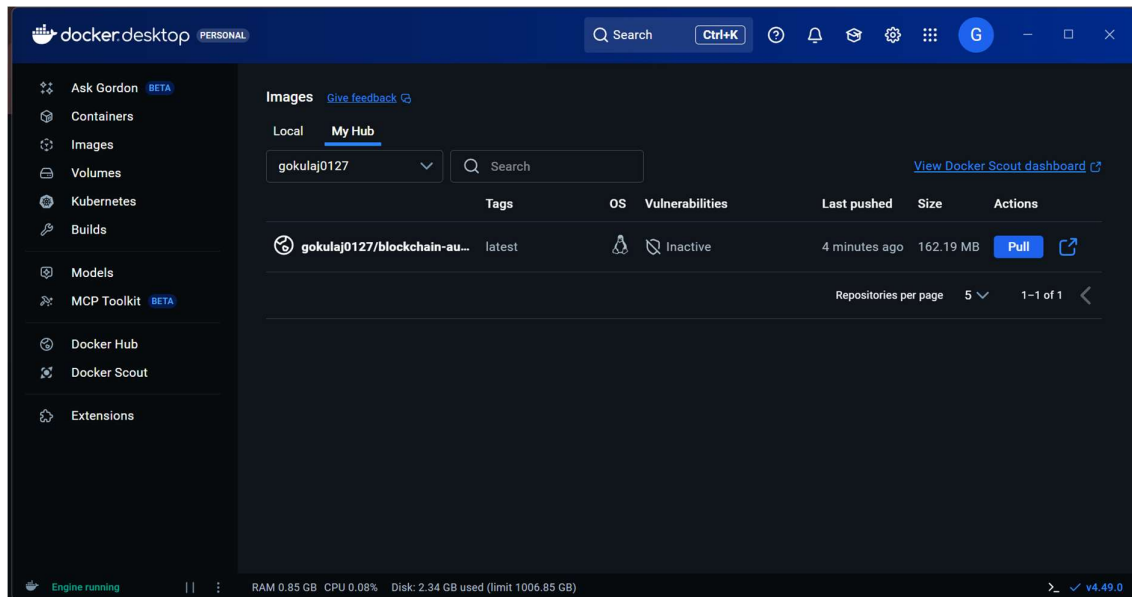 docker.desktop PERSONAL
Search Ctrl+K
G
Ask Gordon BETA
Containers
Images
Volumes
Kubernetes
Builds
Models
MCP Toolkit BETA
Docker Hub
Docker Scout
Extensions
Images Give feedback
Local My Hub
gokulaj0127 Search View Docker Scout dashboard
Tags OS Vulnerabilities Last pushed Size Actions
gokulaj0127/blockchain-au... latest Inactive 4 minutes ago 162.19 MB Pull
Repositories per page 5 1–1 of 1
Engine running RAM 0.85 GB CPU 0.08% Disk: 2.34 GB used (limit 1006.85 GB) >_ v4.49.0